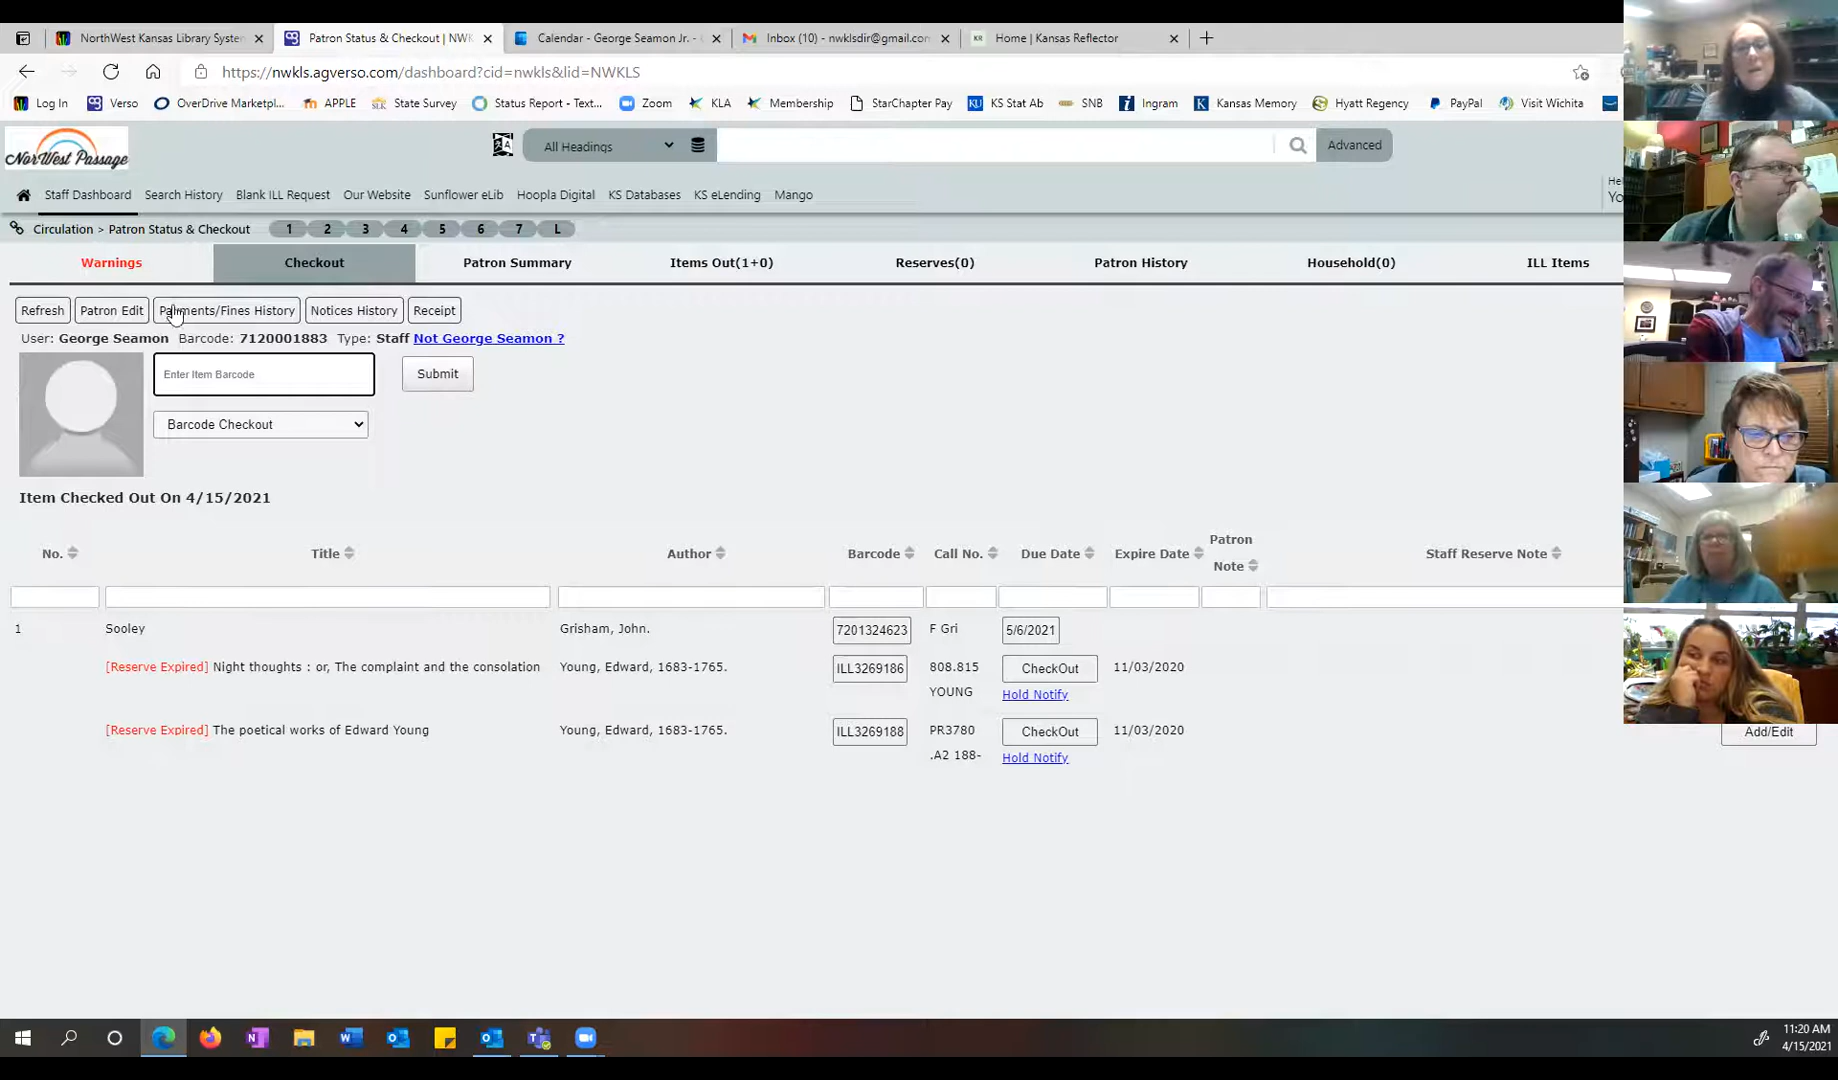 NorthWest Kansas Library Syster
Patron Status & Checkout | NWK
Calendar - George Seamon Jr. -
Inbox (10) - nwklsdir@gmail.con
KR Home | Kansas Reflector
https://nwkls.agverso.com/dashboard?cid=nwkls&lid=NWKLS
Log In Verso OverDrive Marketpl... APPLE State Survey Status Report - Text... Zoom KLA Membership StarChapter Pay KS Stat Ab SNB Ingram Kansas Memory Hyatt Regency PayPal Visit Wichita
NorWest Passage
All Headings Advanced
Staff Dashboard Search History Blank ILL Request Our Website Sunflower eLib Hoopla Digital KS Databases KS eLending Mango
Hel
Yo
Circulation > Patron Status & Checkout 1 2 3 4 5 6 7 L
Warnings Checkout Patron Summary Items Out(1+0) Reserves(0) Patron History Household(0) ILL Items
Refresh Patron Edit Payments/Fines History Notices History Receipt
User: George Seamon Barcode: 7120001883 Type: Staff Not George Seamon ?
Enter Item Barcode Submit
Barcode Checkout
Item Checked Out On 4/15/2021
No. Title Author Barcode Call No. Due Date Expire Date Patron Note Staff Reserve Note
1 Sooley Grisham, John. 7201324623 F Gri 5/6/2021
[Reserve Expired] Night thoughts : or, The complaint and the consolation Young, Edward, 1683-1765. ILL3269186 808.815 CheckOut 11/03/2020
YOUNG Hold Notify
[Reserve Expired] The poetical works of Edward Young Young, Edward, 1683-1765. ILL3269188 PR3780 CheckOut 11/03/2020 Add/Edit
.A2 188- Hold Notify
11:20 AM
4/15/2021